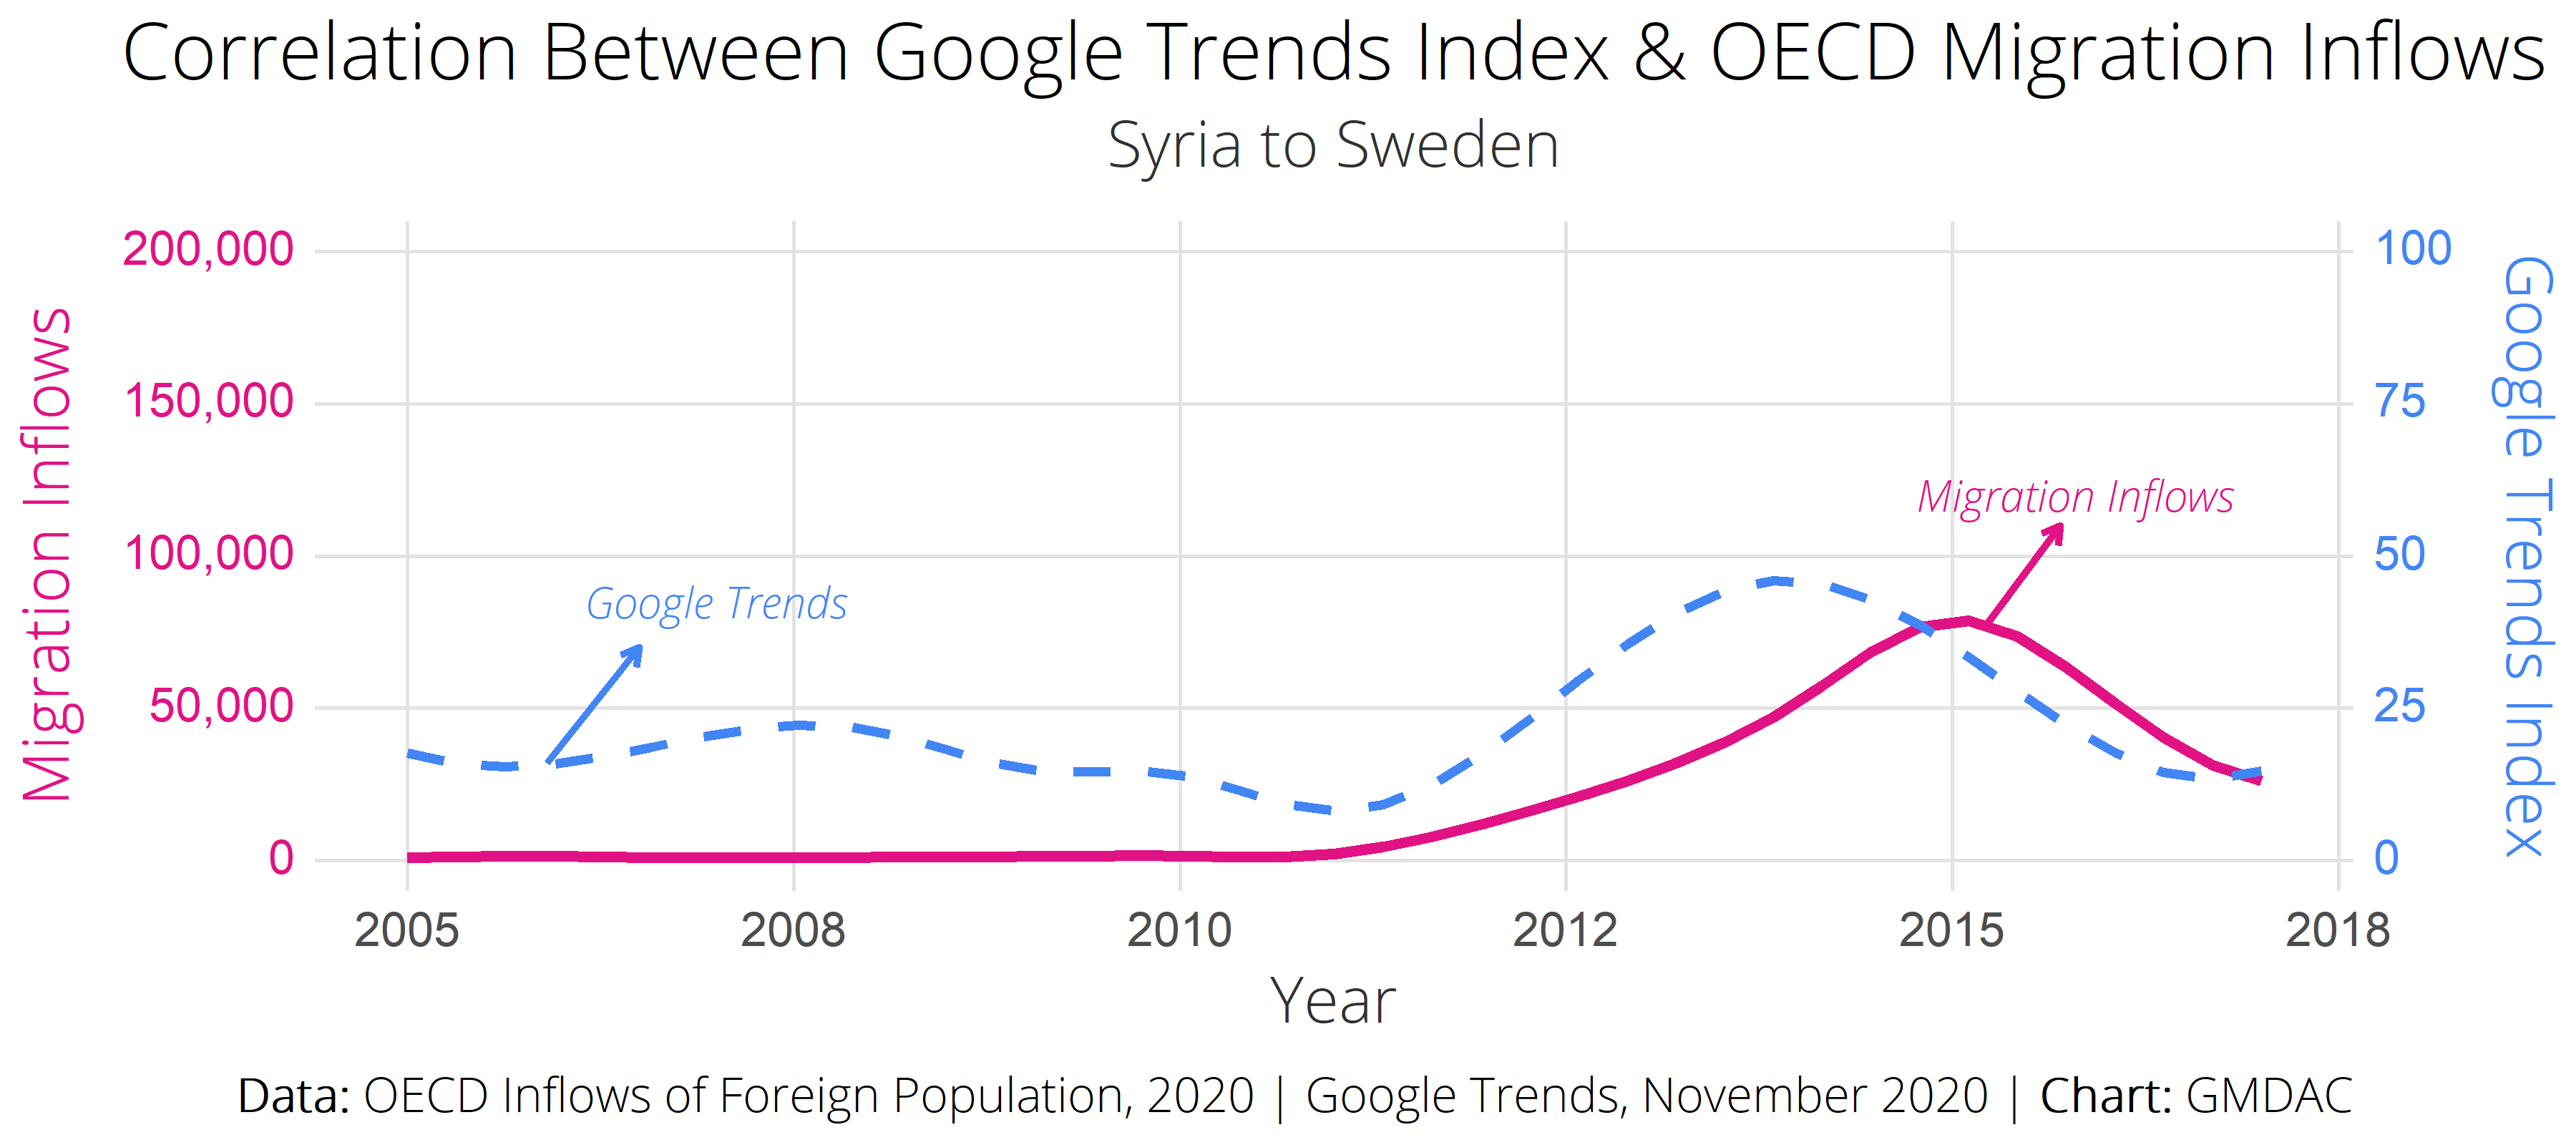 Correlation Between Google Trends Index & OECD Migration Inflows
Syria to Sweden
Migration Inflows
200,000
150,000
100,000
50,000
0
Google Trends
Migration Inflows
100
75
50
25
0
Google Trends Index
2005
2008
2010
2012
2015
2018
Year
Data: OECD Inflows of Foreign Population, 2020 | Google Trends, November 2020 | Chart: GMDAC